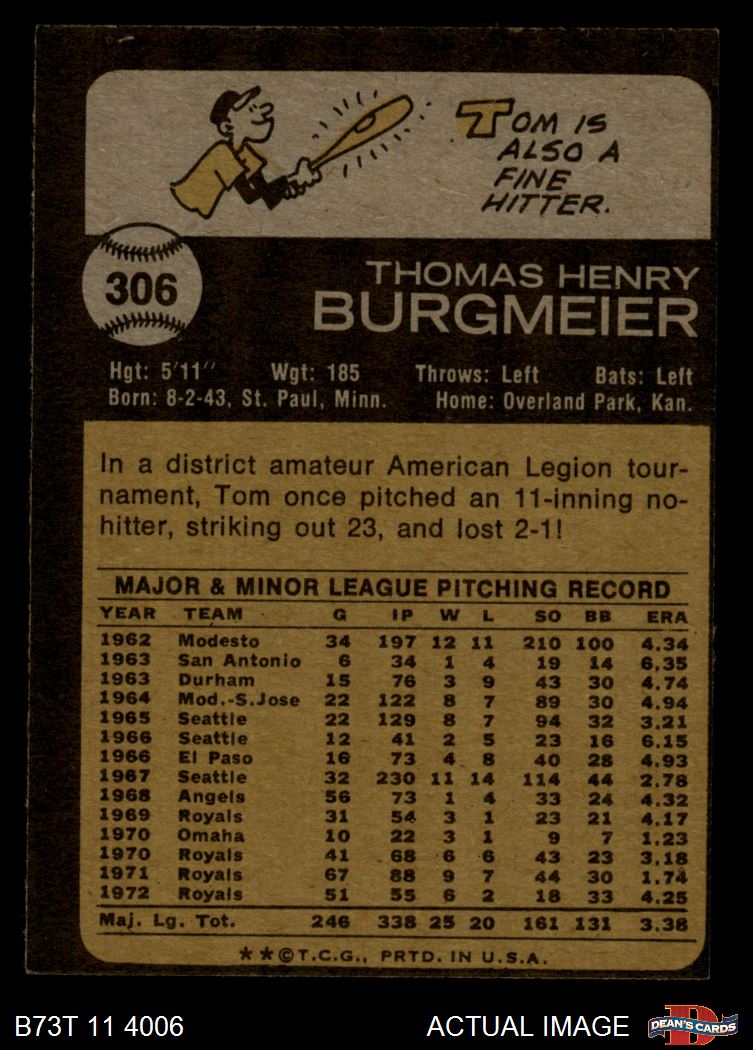 TOM IS
ALSO A
FINE
HITTER.
306
THOMAS HENRY
BURGMEIER
Hgt: 5'11" Wgt: 185 Throws: Left Bats: Left
Born: 8-2-43, St. Paul, Minn. Home: Overland Park, Kan.
In a district amateur American Legion tour-
nament, Tom once pitched an 11-inning no-
hitter, striking out 23, and lost 2-1!
MAJOR & MINOR LEAGUE PITCHING RECORD
YEAR TEAM G IP W L SO BB ERA
1962 Modesto 34 197 12 11 210 100 4.34
1963 San Antonio 6 34 1 4 19 14 6.35
1963 Durham 15 76 3 9 43 30 4.74
1964 Mod.-S.Jose 22 122 8 7 89 30 4.94
1965 Seattle 22 129 8 7 94 32 3.21
1966 Seattle 12 41 2 5 23 16 6.15
1966 El Paso 16 73 4 8 40 28 4.93
1967 Seattle 32 230 11 14 114 44 2.78
1968 Angels 56 73 1 4 33 24 4.32
1969 Royals 31 54 3 1 23 21 4.17
1970 Omaha 10 22 3 1 9 7 1.23
1970 Royals 41 68 6 6 43 23 3.18
1971 Royals 67 88 9 7 44 30 1.74
1972 Royals 51 55 6 2 18 33 4.25
Maj. Lg. Tot. 246 338 25 20 161 131 3.38
**©T.C.G., PRTD. IN U.S.A.
B73T 11 4006 ACTUAL IMAGE DEAN'S CARDS